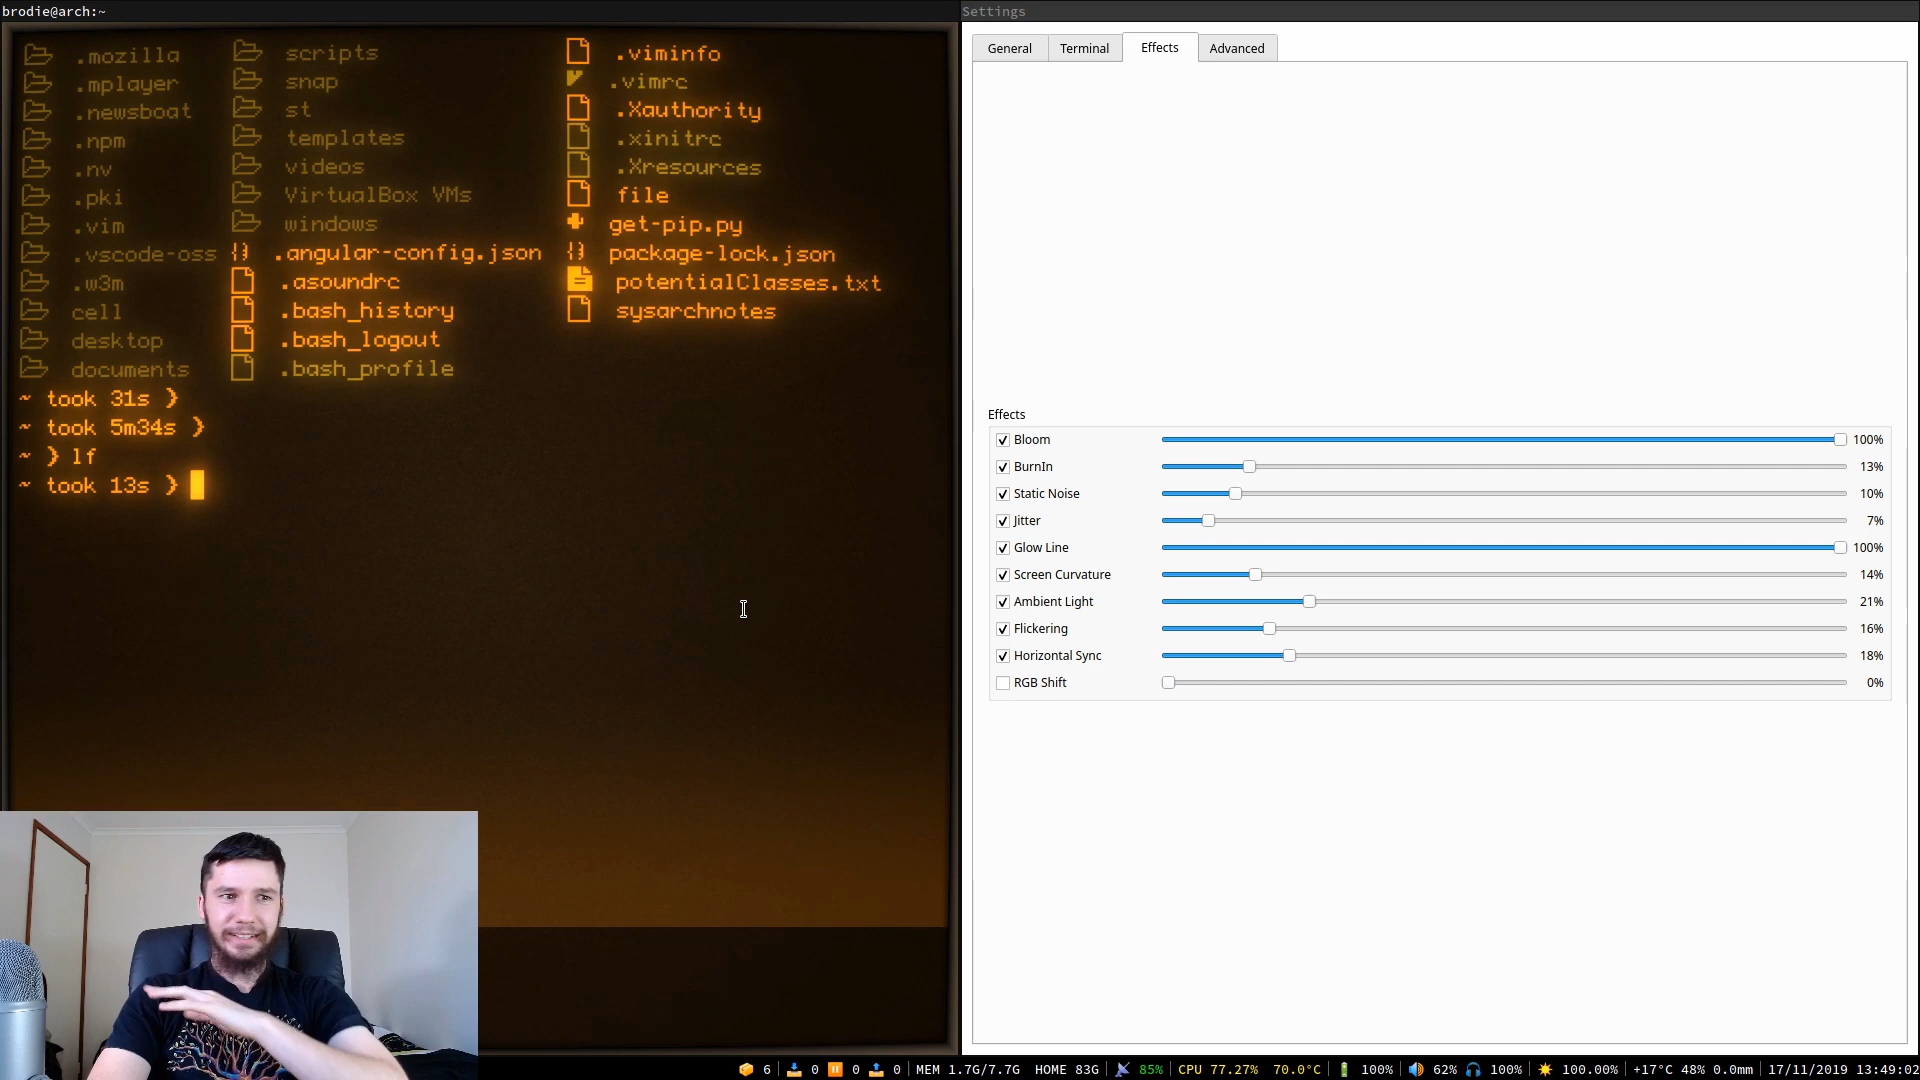 brodie@arch:~
.mozilla scripts .viminfo
.mplayer snap .vimrc
.newsboat st .Xauthority
.npm templates .xinitrc
.nv videos .Xresources
.pki VirtualBox VMs file
.vim windows get-pip.py
.vscode-oss {} .angular-config.json {} package-lock.json
.w3m .asoundrc potentialClasses.txt
cell .bash_history sysarchnotes
desktop .bash_logout
documents .bash_profile
~ took 31s ❯
~ took 5m34s ❯
~ ❯ lf
~ took 13s ❯
Settings
General Terminal Effects Advanced
Effects
Bloom 100%
BurnIn 13%
Static Noise 10%
Jitter 7%
Glow Line 100%
Screen Curvature 14%
Ambient Light 21%
Flickering 16%
Horizontal Sync 18%
RGB Shift 0%
6 0 0 0 MEM 1.7G/7.7G HOME 83G 85% CPU 77.27% 70.0°C 100% 62% 100% 100.00% +17°C 48% 0.0mm 17/11/2019 13:49:02